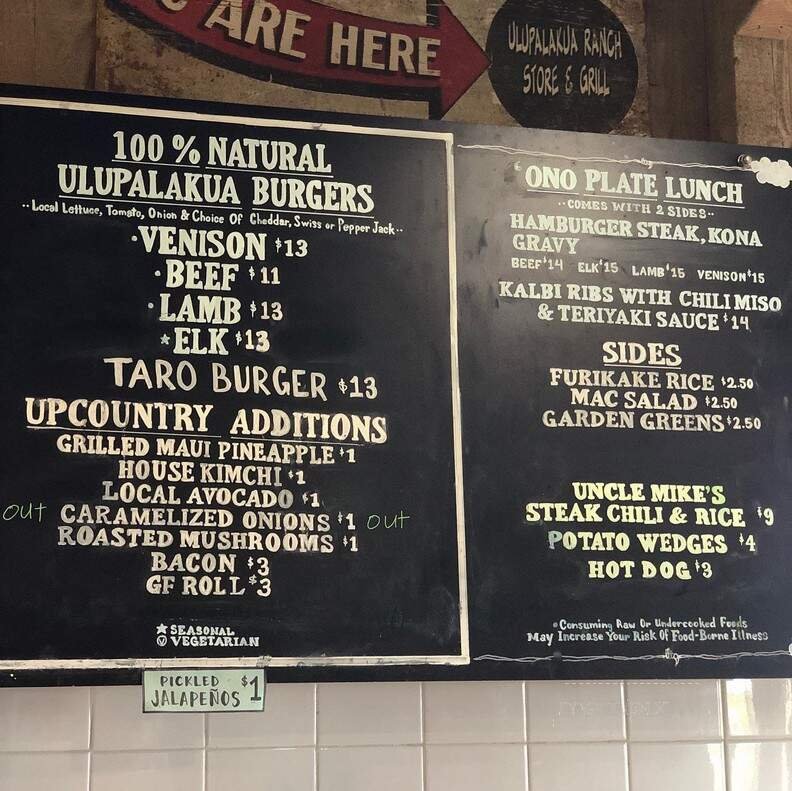 ARE HERE
ULUPALAKUA RANCH
STORE & GRILL
100 % NATURAL
ULUPALAKUA BURGERS
··Local Lettuce, Tomato, Onion & Choice Of Cheddar, Swiss or Pepper Jack··
·VENISON $13
·BEEF $11
·LAMB $13
★ELK $13
TARO BURGER $13
UPCOUNTRY ADDITIONS
GRILLED MAUI PINEAPPLE $1
HOUSE KIMCHI $1
LOCAL AVOCADO $1
out CARAMELIZED ONIONS $1 out
ROASTED MUSHROOMS $1
BACON $3
GF ROLL $3
★ SEASONAL
Ⓥ VEGETARIAN
PICKLED
JALAPEÑOS $1
'ONO PLATE LUNCH
··COMES WITH 2 SIDES··
HAMBURGER STEAK, KONA
GRAVY
BEEF $14 ELK $15 LAMB $15 VENISON $15
KALBI RIBS WITH CHILI MISO
& TERIYAKI SAUCE $14
SIDES
FURIKAKE RICE $2.50
MAC SALAD $2.50
GARDEN GREENS $2.50
UNCLE MIKE'S
STEAK CHILI & RICE $9
POTATO WEDGES $4
HOT DOG $3
*Consuming Raw Or Undercooked Foods
May Increase Your Risk Of Food-Borne Illness